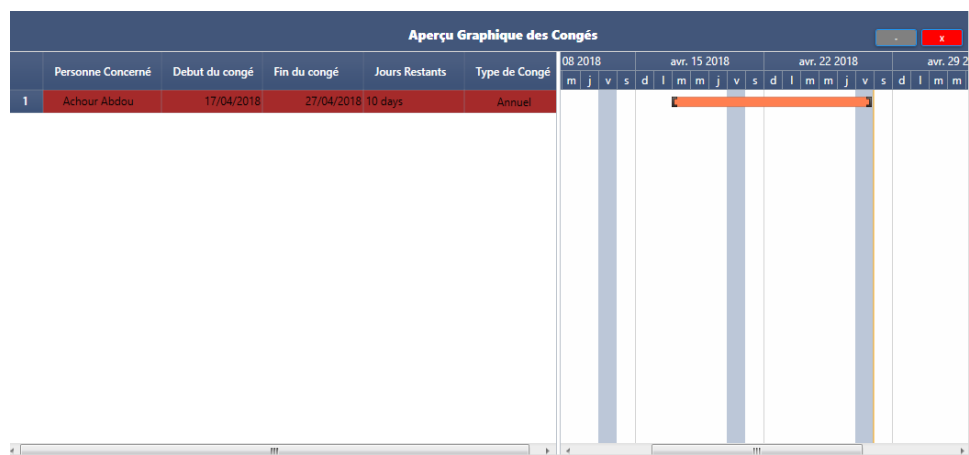 Aperçu Graphique des Congés
- x
Personne Concerné Debut du congé Fin du congé Jours Restants Type de Congé
08 2018 avr. 15 2018 avr. 22 2018 avr. 29 2
m j v s d l m m j v s d l m m j v s d l m m
1 Achour Abdou 17/04/2018 27/04/2018 10 days Annuel